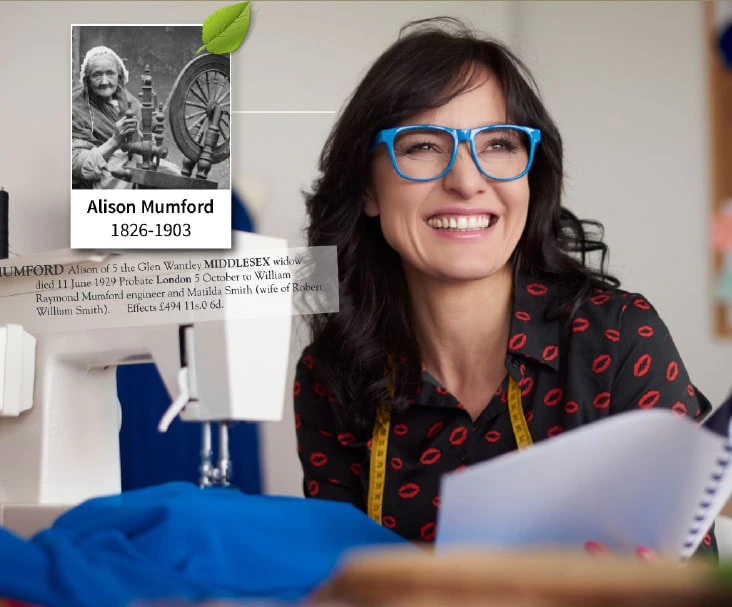 Alison Mumford
1826-1903
MUMFORD Alison of 5 the Glen Wantley MIDDLESEX widow
died 11 June 1929 Probate London 5 October to William
Raymond Mumford engineer and Matilda Smith (wife of Robert
William Smith). Effects £494 11s.0 6d.